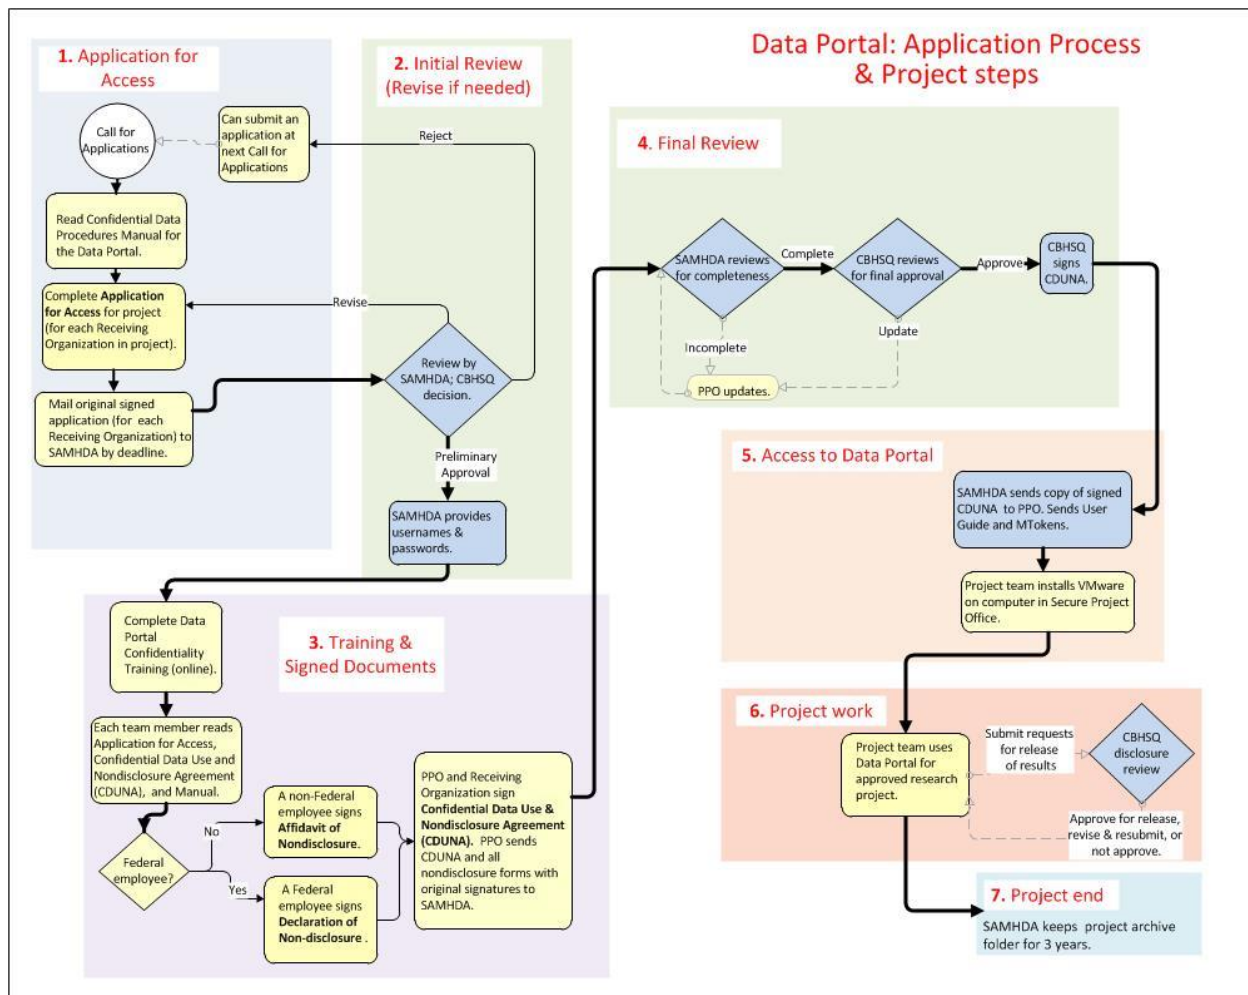 Data Portal: Application Process
& Project steps
1. Application for
Access
Call for
Applications
Can submit an
application at
next Call for
Applications
Read Confidential Data
Procedures Manual for
the Data Portal.
Complete Application
for Access for project
(for each Receiving
Organization in project).
Mail original signed
application (for each
Receiving Organization) to
SAMHDA by deadline.
2. Initial Review
(Revise if needed)
Reject
Revise
Review by
SAMHDA; CBHSQ
decision.
Preliminary
Approval
SAMHDA provides
usernames &
passwords.
3. Training &
Signed Documents
Complete Data
Portal
Confidentiality
Training (online).
Each team member reads
Application for Access,
Confidential Data Use and
Nondisclosure Agreement
(CDUNA), and Manual.
Federal
employee?
No
Yes
A non-Federal
employee signs
Affidavit of
Nondisclosure.
A Federal
employee signs
Declaration of
Non-disclosure .
PPO and Receiving
Organization sign
Confidential Data Use &
Nondisclosure Agreement
(CDUNA). PPO sends
CDUNA and all
nondisclosure forms with
original signatures to
SAMHDA.
4. Final Review
SAMHDA reviews
for completeness
Complete
CBHSQ reviews
for final approval
Approve
CBHSQ
signs
CDUNA.
Incomplete
Update
PPO updates.
5. Access to Data Portal
SAMHDA sends copy of signed
CDUNA to PPO. Sends User
Guide and MTokens.
Project team installs VMware
on computer in Secure Project
Office.
6. Project work
Project team uses
Data Portal for
approved research
project.
Submit requests
for release
of results
CBHSQ
disclosure
review
Approve for release,
revise & resubmit, or
not approve.
7. Project end
SAMHDA keeps project archive
folder for 3 years.